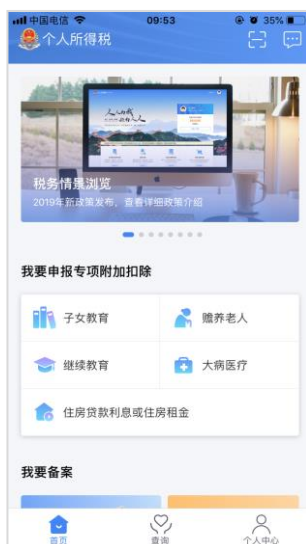 中国电信 09:53 35%
个人所得税
税务情景浏览
2019年新政策发布，查看详细政策介绍
我要申报专项附加扣除
子女教育 赡养老人
继续教育 大病医疗
住房贷款利息或住房租金
我要备案
首页 查询 个人中心